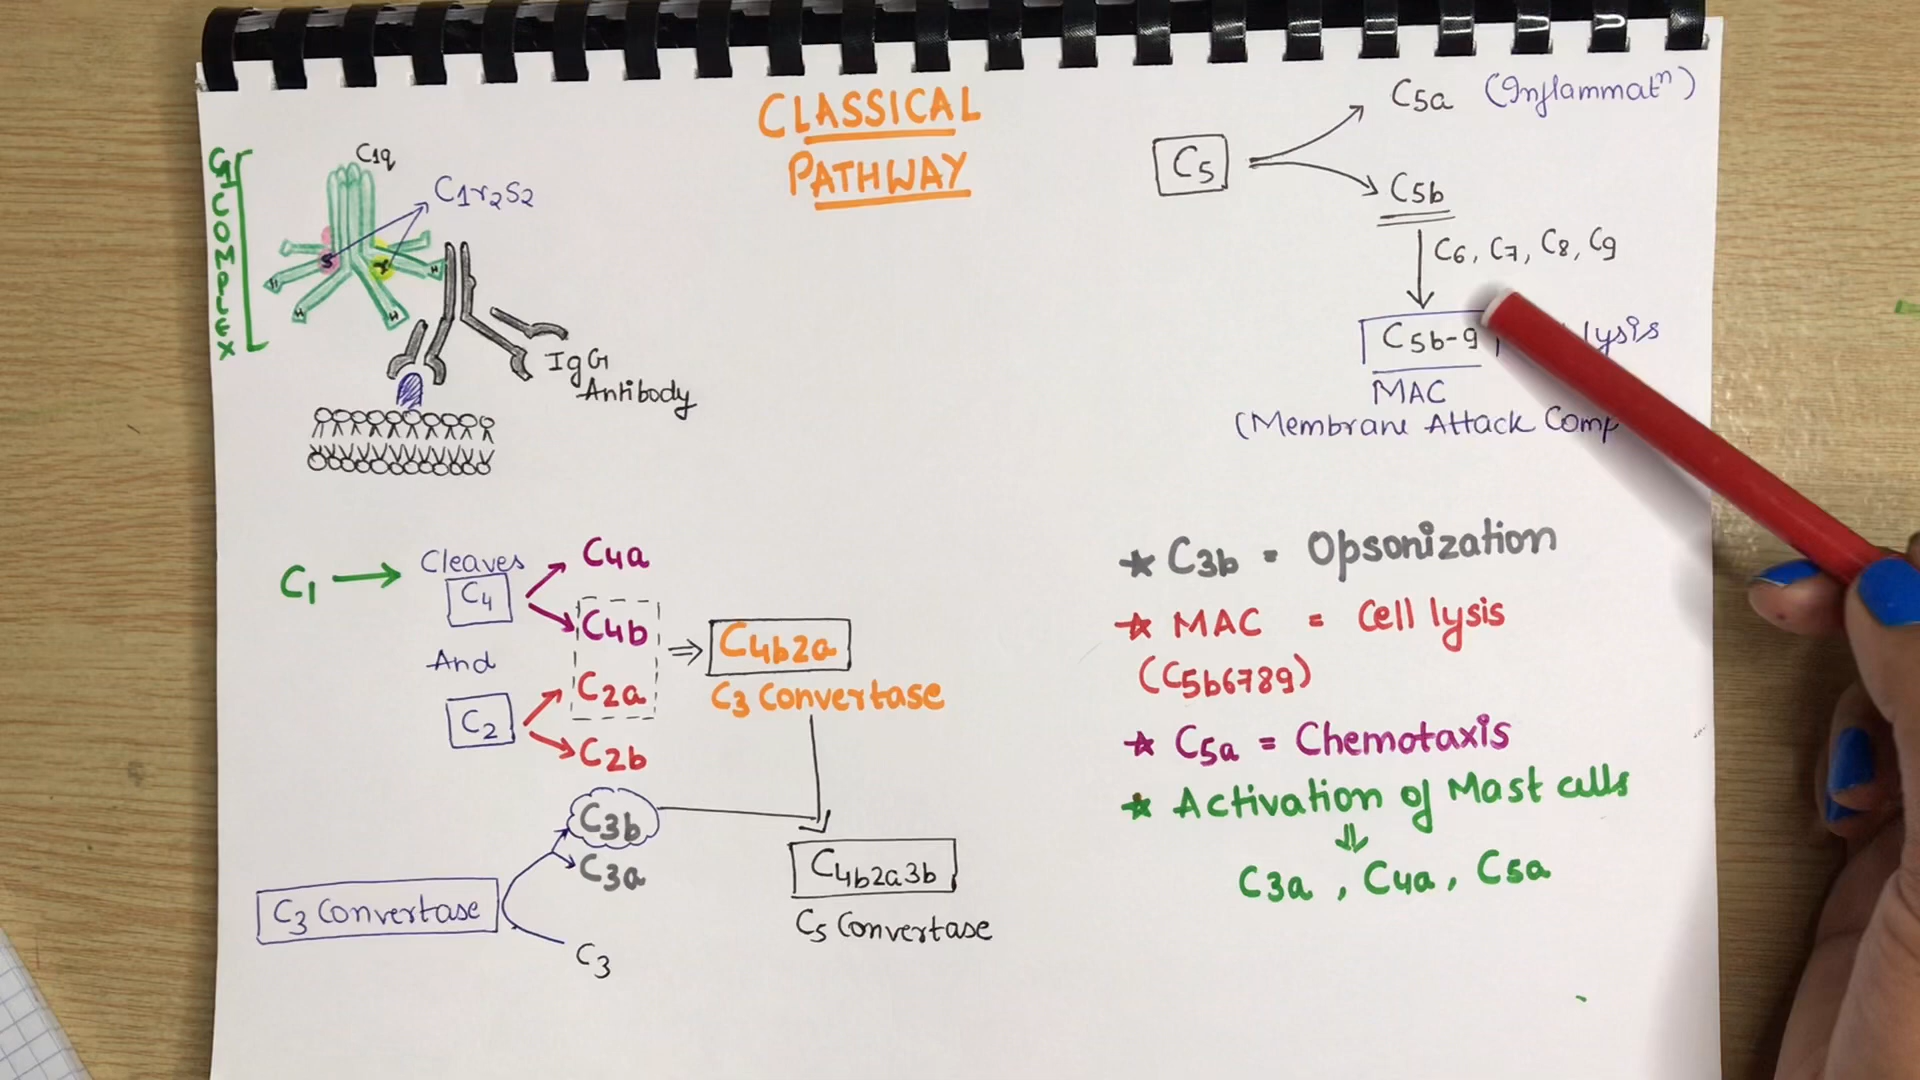 CLASSICAL
PATHWAY
C1 COMPLEX
C1q
C1r2s2
S
r
H
H
H
H
IgG
Antibody
C1 → Cleaves
C4
And
C2
C4a
C4b
C2a
C2b
⇒ C4b2a
C3 Convertase
C3b
C3a
C3 Convertase
C3
C4b2a3b
C5 Convertase
C5
C5a (Inflammatⁿ)
C5b
C6, C7, C8, C9
C5b-9 lysis
MAC
(Membrane Attack Comp
★ C3b = Opsonization
★ MAC = Cell lysis
(C5b6789)
★ C5a = Chemotaxis
★ Activation of Mast cells
⇓
C3a, C4a, C5a